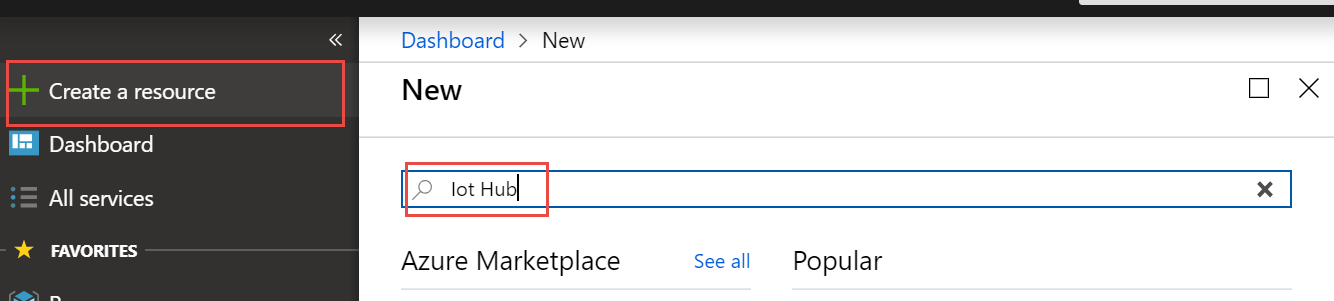 «
Create a resource
Dashboard
All services
FAVORITES
Dashboard > New
New
Iot Hub
Azure Marketplace
See all
Popular